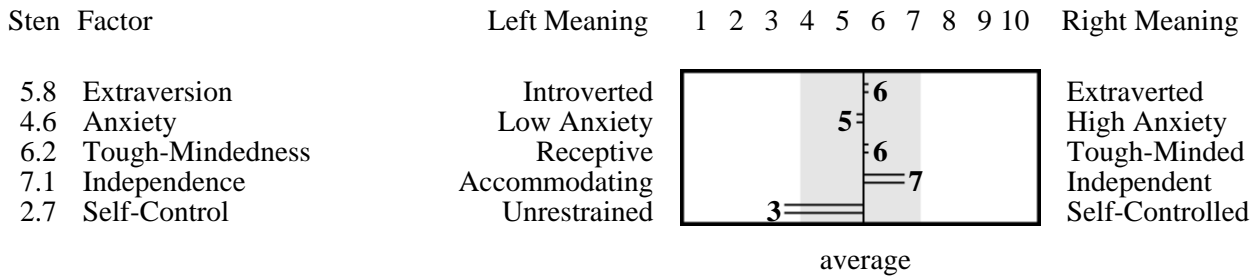 Sten Factor Left Meaning 1 2 3 4 5 6 7 8 9 10 Right Meaning
5.8 Extraversion Introverted 6 Extraverted
4.6 Anxiety Low Anxiety 5 High Anxiety
6.2 Tough-Mindedness Receptive 6 Tough-Minded
7.1 Independence Accommodating 7 Independent
2.7 Self-Control Unrestrained 3 Self-Controlled
average